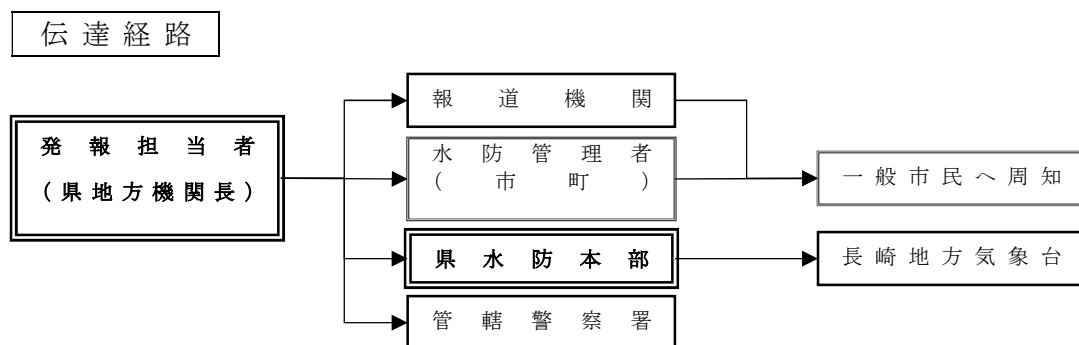 伝達経路
発報担当者
(県地方機関長)
報道機関
水防管理者
(市町)
県水防本部
管轄警察署
一般市民へ周知
長崎地方気象台